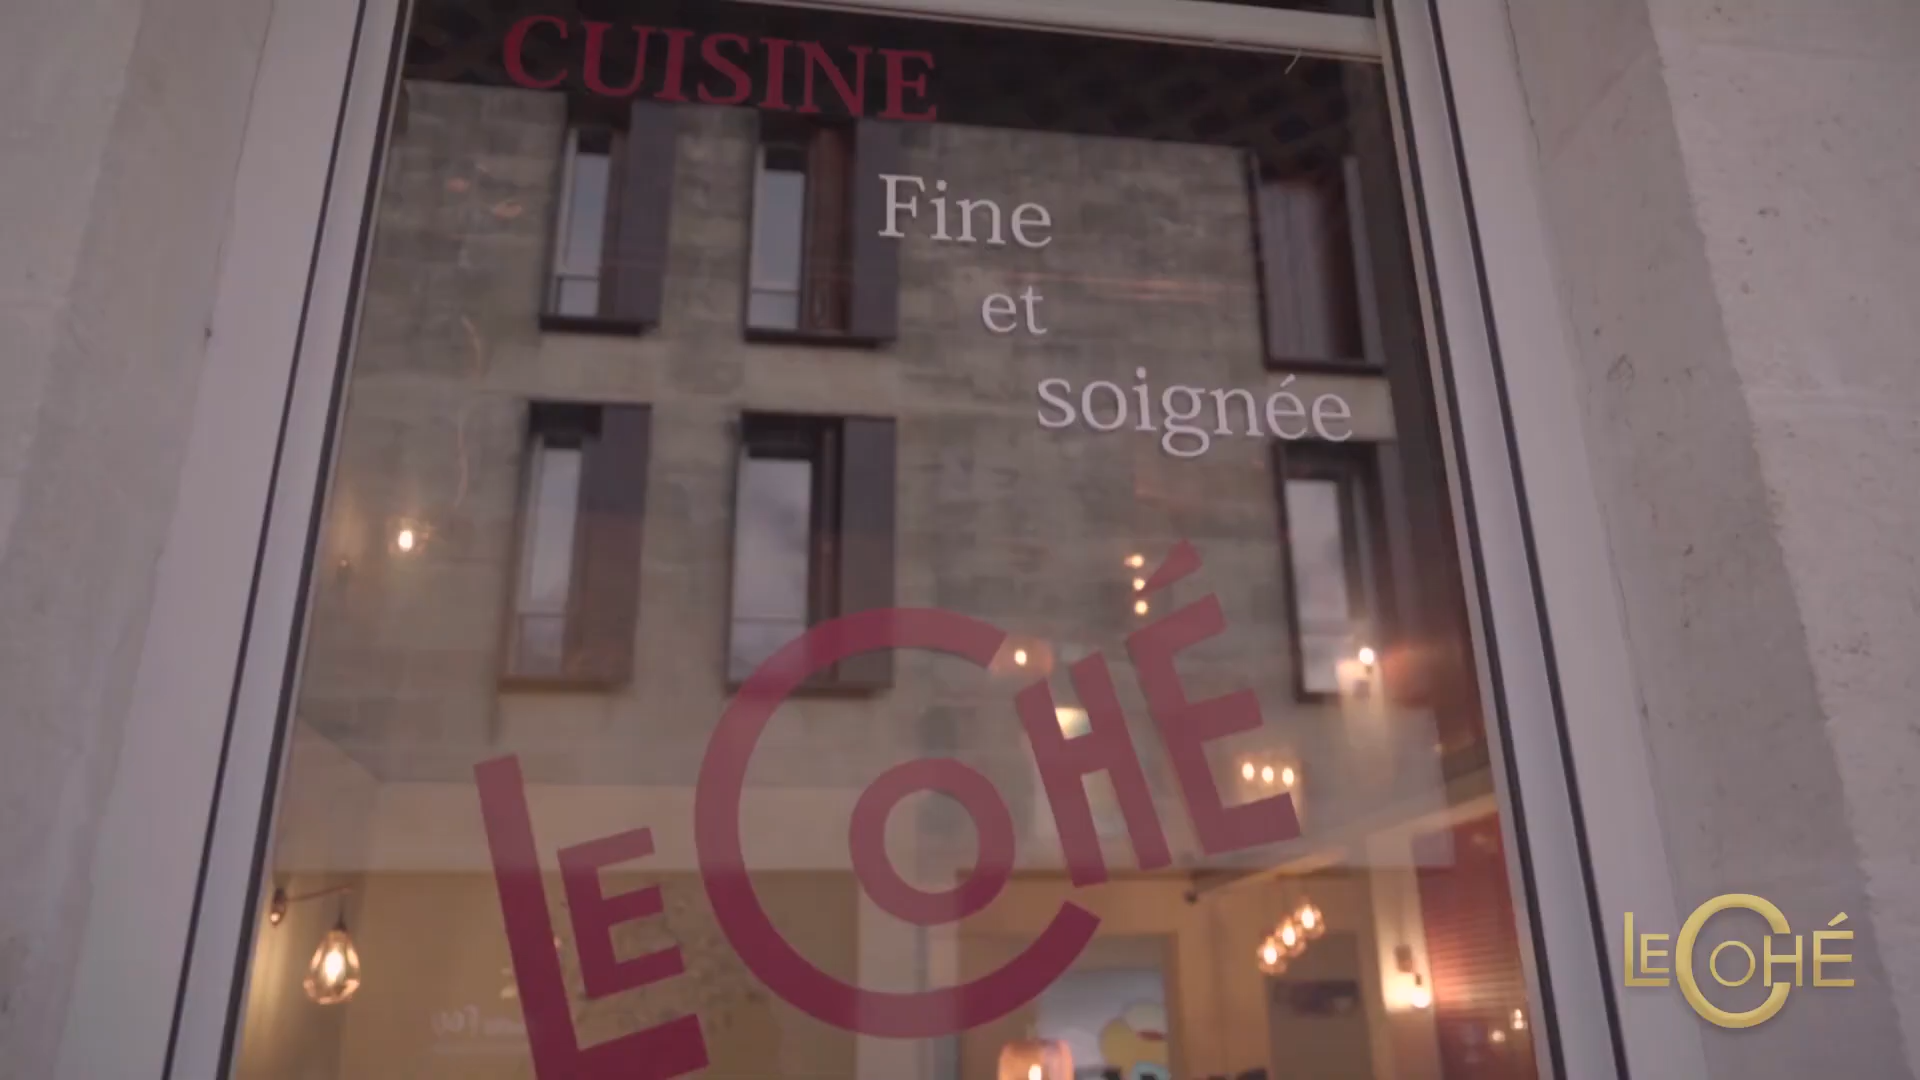 CUISINE
Fine
et
soignée
LE COHÉ
LE COHÉ